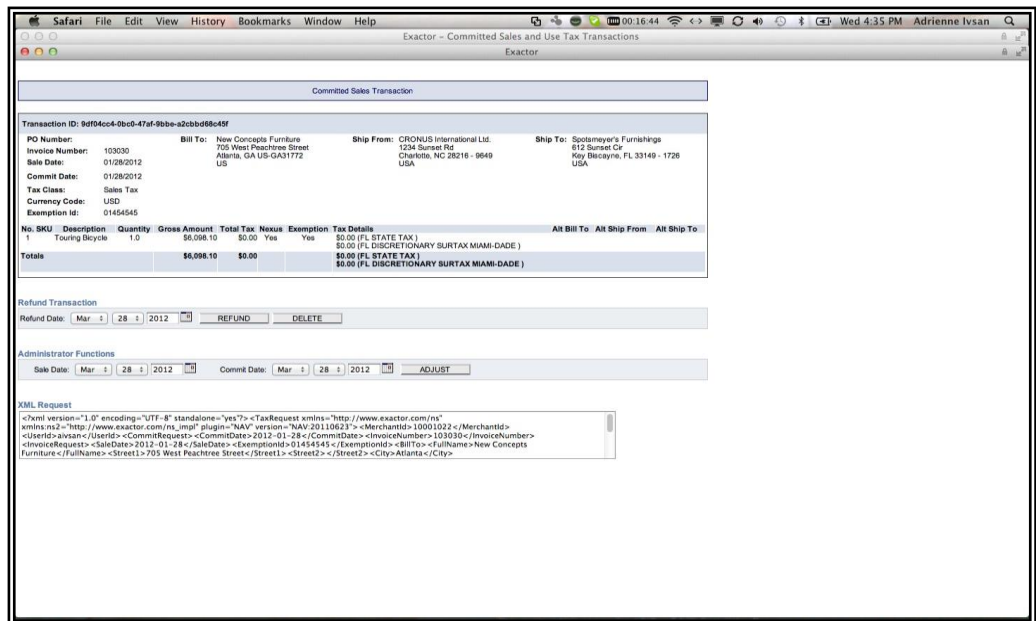 Safari File Edit View History Bookmarks Window Help 00:16:44 Wed 4:35 PM Adrienne Ivsan
Exactor – Committed Sales and Use Tax Transactions
Exactor
Committed Sales Transaction
Transaction ID: 9df04cc4-0bc0-47af-9bbe-a2cbbd68c45f
PO Number: Bill To: New Concepts Furniture Ship From: CRONUS International Ltd. Ship To: Spotsmeyer's Furnishings
Invoice Number: 103030 705 West Peachtree Street 1234 Sunset Rd 612 Sunset Cir
Sale Date: 01/28/2012 Atlanta, GA US-GA31772 Charlotte, NC 28216 - 9649 Key Biscayne, FL 33149 - 1726
US USA USA
Commit Date: 01/28/2012
Tax Class: Sales Tax
Currency Code: USD
Exemption Id: 01454545
No. SKU Description Quantity Gross Amount Total Tax Nexus Exemption Tax Details Alt Bill To Alt Ship From Alt Ship To
1 Touring Bicycle 1.0 $6,098.10 $0.00 Yes Yes $0.00 (FL STATE TAX )
$0.00 (FL DISCRETIONARY SURTAX MIAMI-DADE )
Totals $6,098.10 $0.00 $0.00 (FL STATE TAX )
$0.00 (FL DISCRETIONARY SURTAX MIAMI-DADE )
Refund Transaction
Refund Date: Mar 28 2012 REFUND DELETE
Administrator Functions
Sale Date: Mar 28 2012 Commit Date: Mar 28 2012 ADJUST
XML Request
<?xml version="1.0" encoding="UTF-8" standalone="yes"?><TaxRequest xmlns="http://www.exactor.com/ns"
xmlns:ns2="http://www.exactor.com/ns_impl" plugin="NAV" version="NAV:20110623"><MerchantId>10001022</MerchantId>
<UserId>aivsan</UserId><CommitRequest><CommitDate>2012-01-28</CommitDate><InvoiceNumber>103030</InvoiceNumber>
<InvoiceRequest><SaleDate>2012-01-28</SaleDate><ExemptionId>01454545</ExemptionId><BillTo><FullName>New Concepts
Furniture</FullName><Street1>705 West Peachtree Street</Street1><Street2></Street2><City>Atlanta</City>